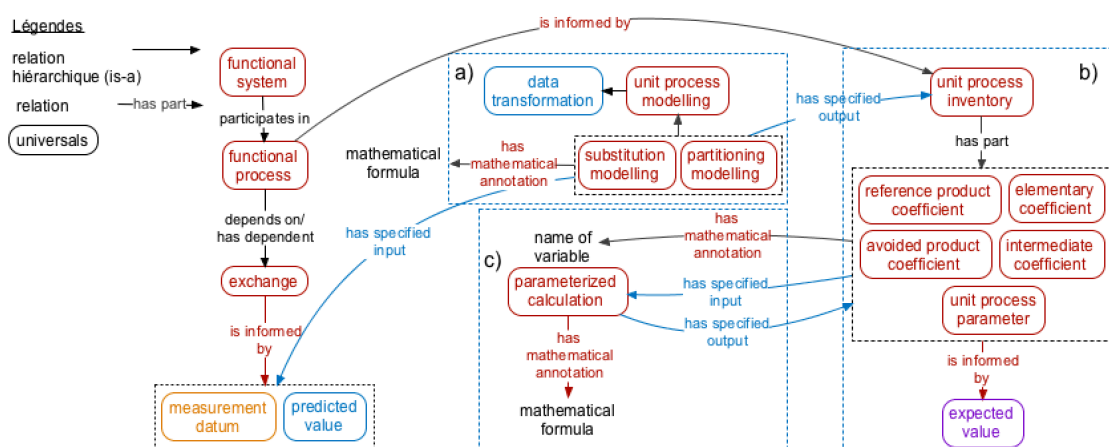 Légendes
relation
hiérarchique (is-a)
relation
has part
universals
functional
system
participates in
functional
process
depends on/
has dependent
exchange
is informed
by
measurement
datum
predicted
value
is informed by
a)
data
transformation
unit process
modelling
has
mathematical
annotation
substitution
modelling
partitioning
modelling
mathematical
formula
has specified
input
has specified
output
c)
name of
variable
has
mathematical
annotation
parameterized
calculation
has specified
input
has specified
output
has
mathematical
annotation
mathematical
formula
b)
unit process
inventory
has part
reference product
coefficient
elementary
coefficient
avoided product
coefficient
intermediate
coefficient
unit process
parameter
is informed
by
expected
value